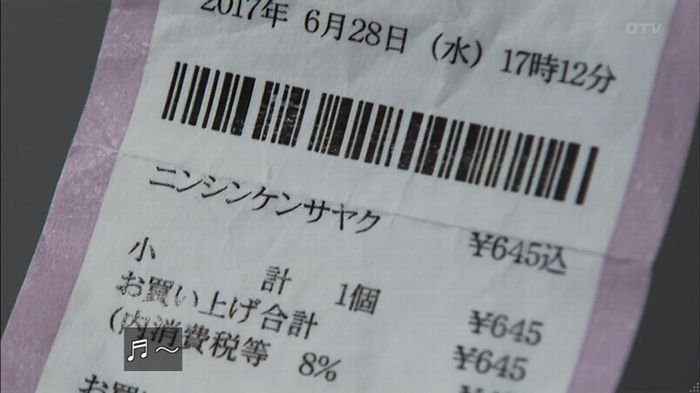 OTV
2017年 6月28日 (水) 17時12分
ニンシンケンサヤク ¥645込
小 計 1個 ¥645
お買い上げ合計 ¥645
(内消費税等 8%
お買
♬～